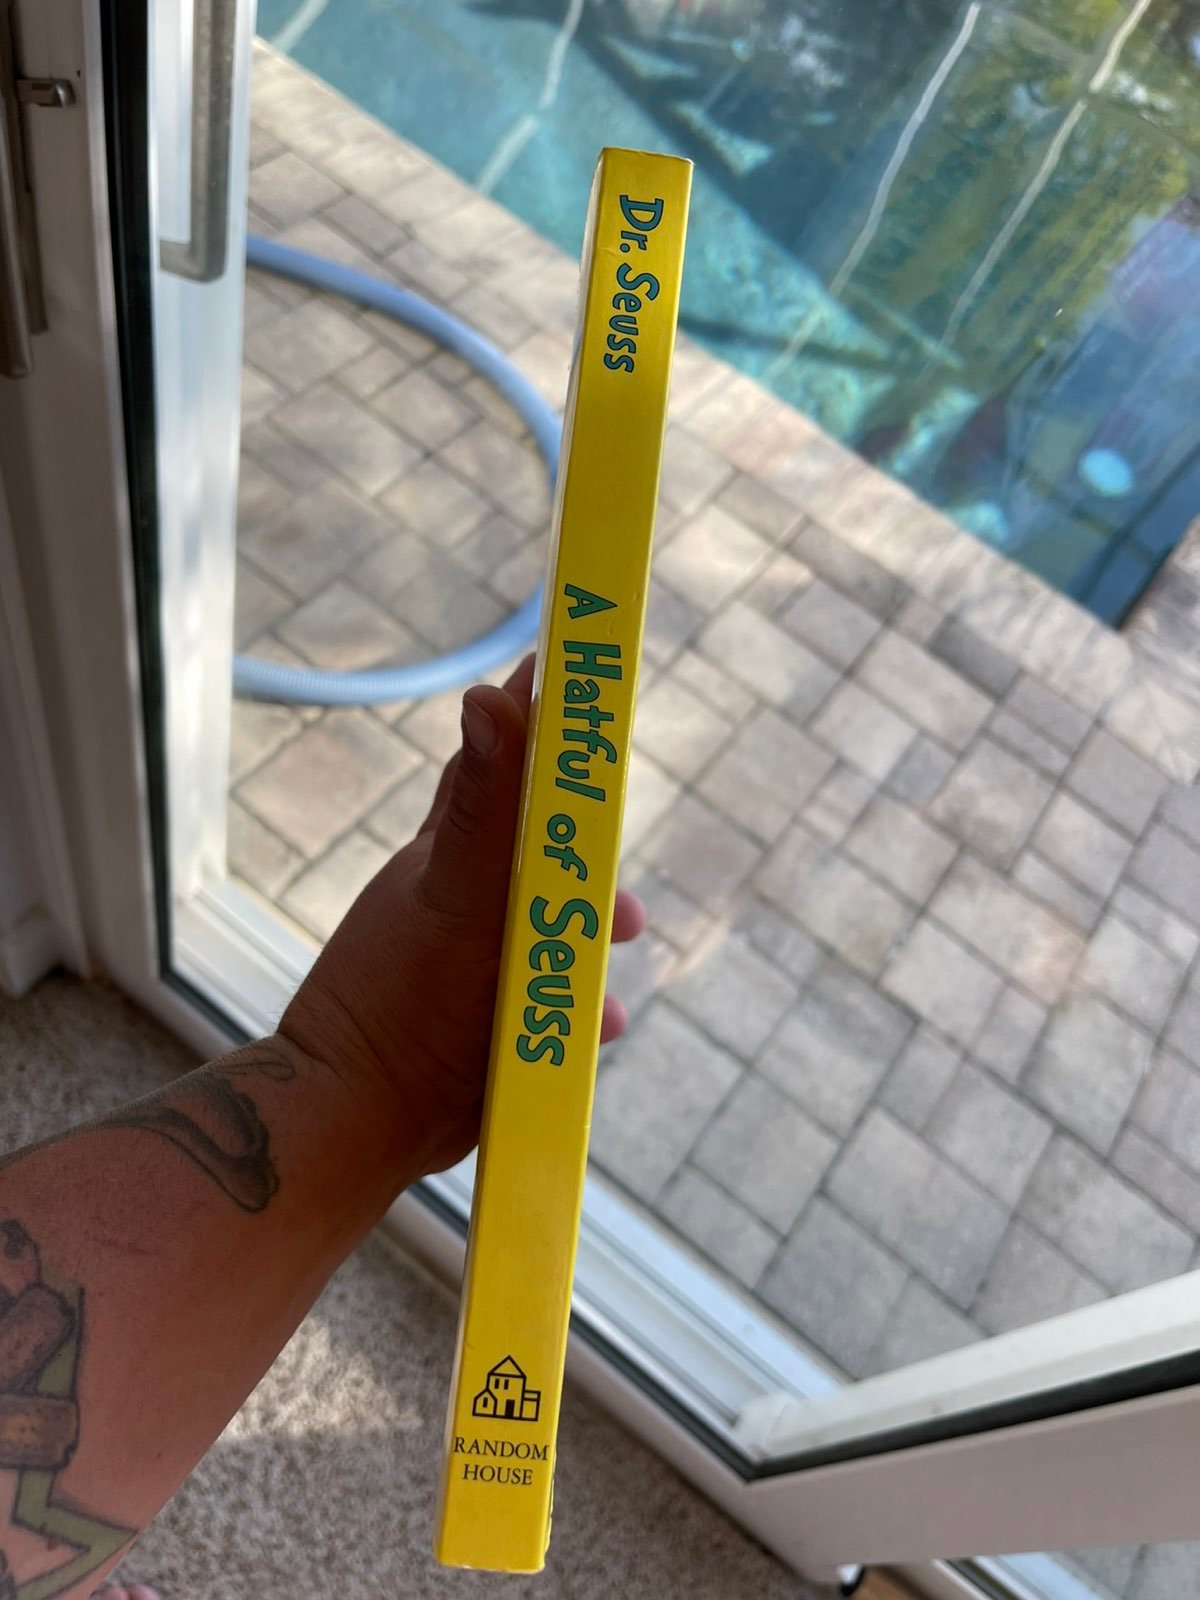 Dr. Seuss
A Hatful of Seuss
RANDOM
HOUSE